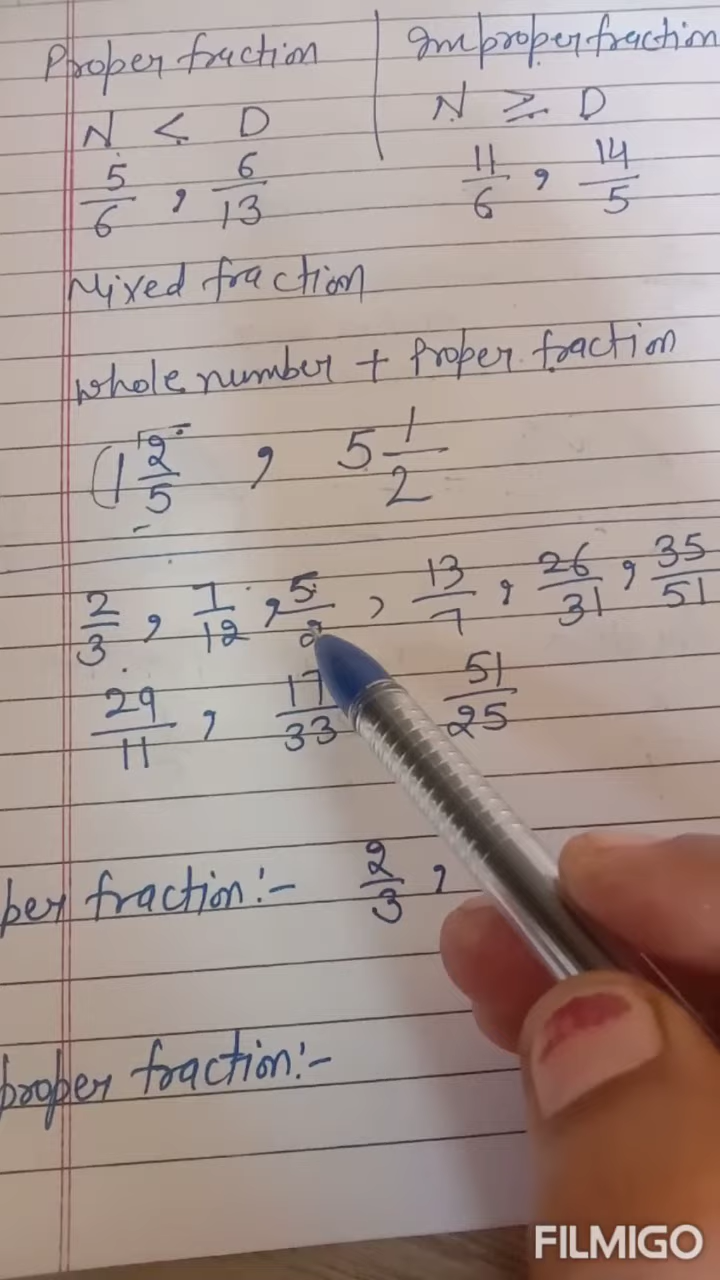 Proper fraction | Improper fraction
N < D N ⩾ D
5/6 , 6/13 11/6 , 14/5
Mixed fraction
Whole number + Proper fraction
(1 2/5 , 5 1/2
2/3 , 7/12 , 5/2 , 13/7 , 26/31 , 35/51
29/11 , 17/33 51/25
per fraction:- 2/3 ,
proper fraction:-
FILMIGO